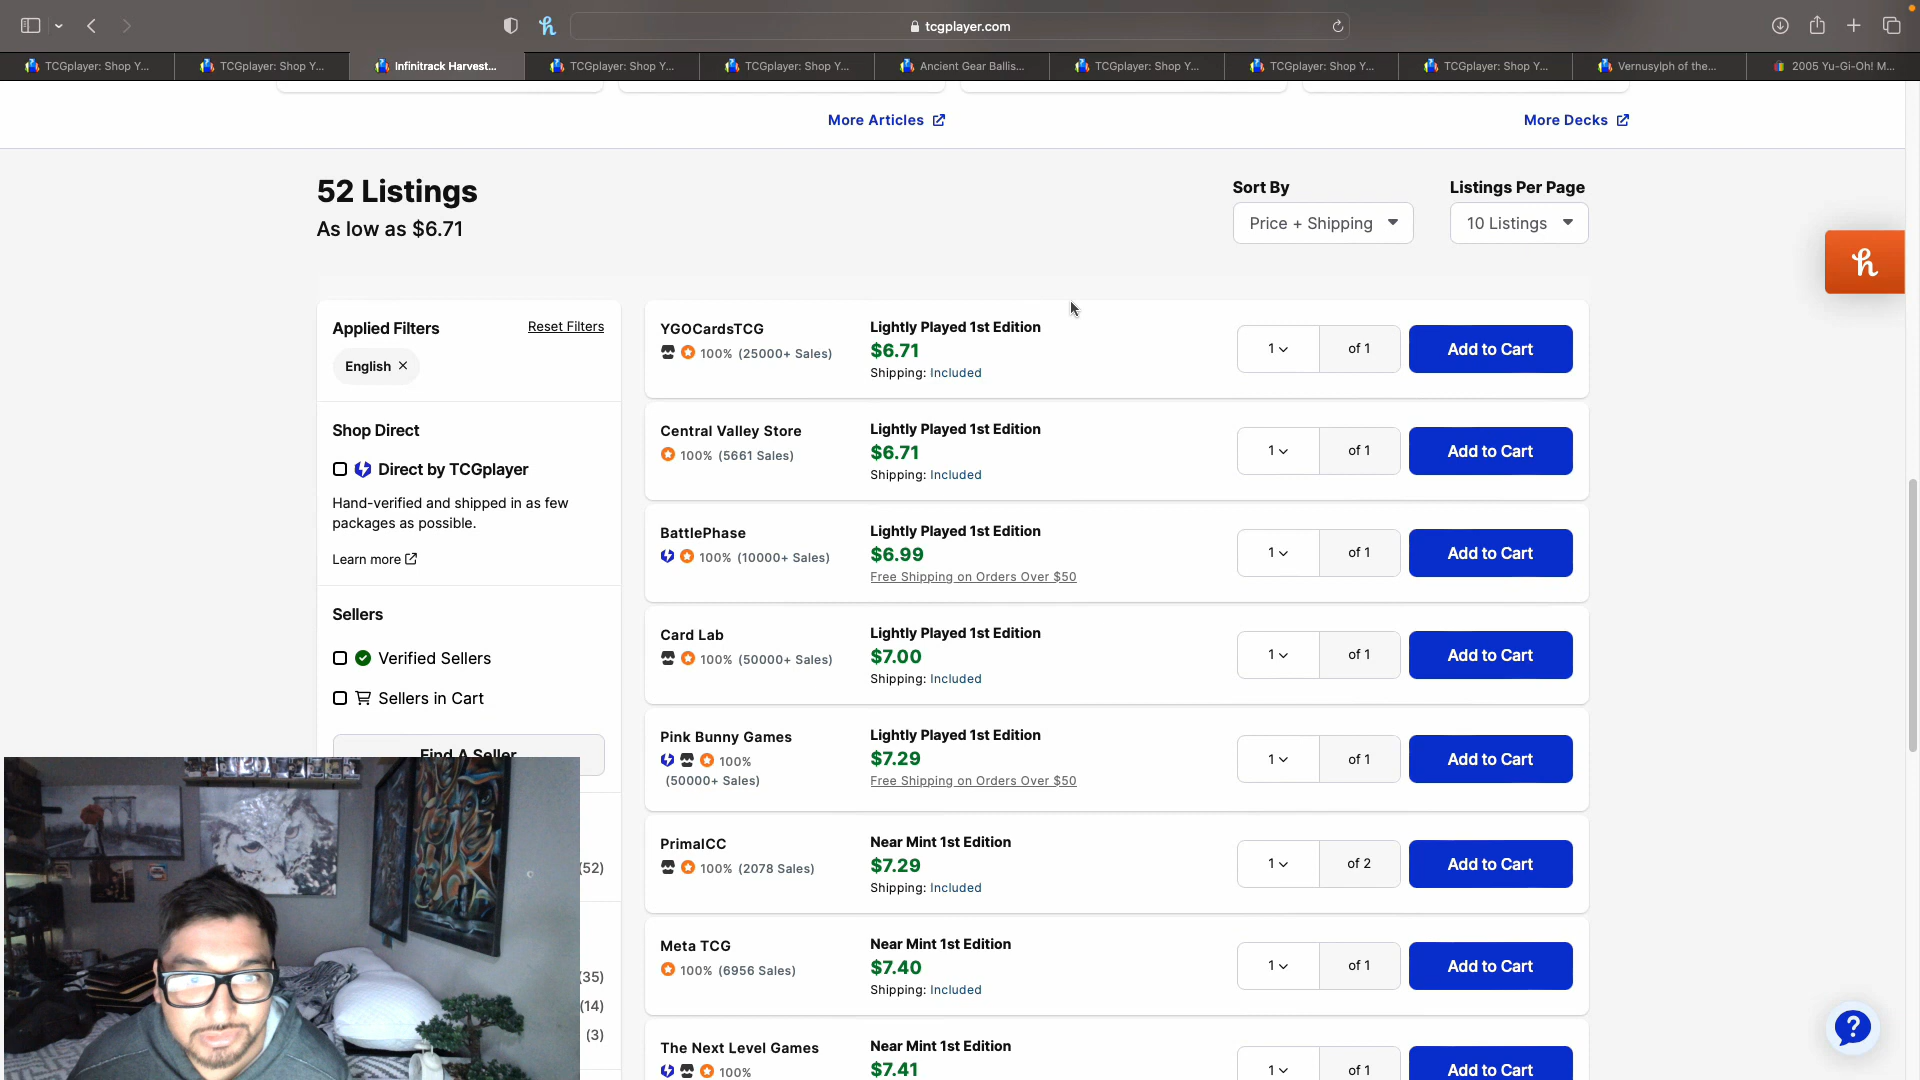 tcgplayer.com
TCGplayer: Shop Y...
TCGplayer: Shop Y...
Infinitrack Harvest...
TCGplayer: Shop Y...
TCGplayer: Shop Y...
Ancient Gear Ballis...
TCGplayer: Shop Y...
TCGplayer: Shop Y...
TCGplayer: Shop Y...
Vernusylph of the...
2005 Yu-Gi-Oh! M...
More Articles
More Decks
52 Listings
As low as $6.71
Sort By
Price + Shipping
Listings Per Page
10 Listings
Applied Filters
Reset Filters
English
Shop Direct
Direct by TCGplayer
Hand-verified and shipped in as few
packages as possible.
Learn more
Sellers
Verified Sellers
Sellers in Cart
Find A Seller
(52)
(35)
(14)
(3)
YGOCardsTCG
100% (25000+ Sales)
Lightly Played 1st Edition
$6.71
Shipping: Included
1
of 1
Add to Cart
Central Valley Store
100% (5661 Sales)
Lightly Played 1st Edition
$6.71
Shipping: Included
1
of 1
Add to Cart
BattlePhase
100% (10000+ Sales)
Lightly Played 1st Edition
$6.99
Free Shipping on Orders Over $50
1
of 1
Add to Cart
Card Lab
100% (50000+ Sales)
Lightly Played 1st Edition
$7.00
Shipping: Included
1
of 1
Add to Cart
Pink Bunny Games
100%
(50000+ Sales)
Lightly Played 1st Edition
$7.29
Free Shipping on Orders Over $50
1
of 1
Add to Cart
PrimalCC
100% (2078 Sales)
Near Mint 1st Edition
$7.29
Shipping: Included
1
of 2
Add to Cart
Meta TCG
100% (6956 Sales)
Near Mint 1st Edition
$7.40
Shipping: Included
1
of 1
Add to Cart
The Next Level Games
100%
Near Mint 1st Edition
$7.41
1
of 1
Add to Cart